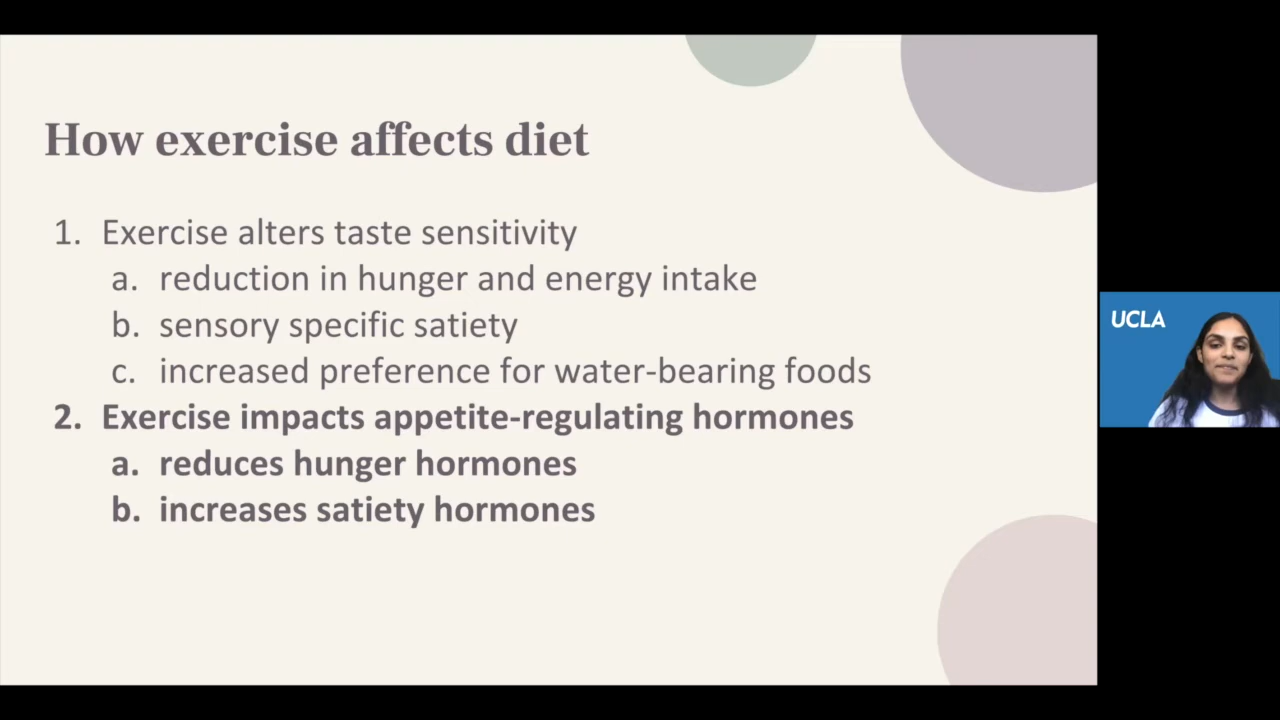 How exercise affects diet
1. Exercise alters taste sensitivity
a. reduction in hunger and energy intake
b. sensory specific satiety
c. increased preference for water-bearing foods
2. Exercise impacts appetite-regulating hormones
a. reduces hunger hormones
b. increases satiety hormones
UCLA